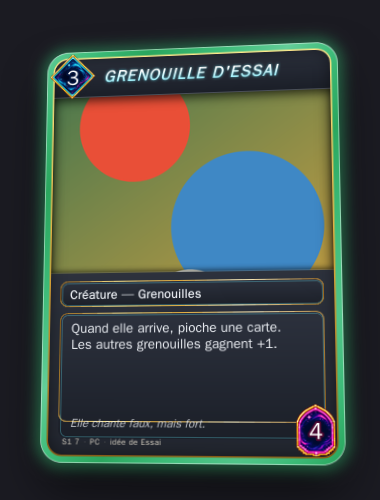 3
GRENOUILLE D'ESSAI
Créature — Grenouilles
Quand elle arrive, pioche une carte.
Les autres grenouilles gagnent +1.
Elle chante faux, mais fort.
S1 7 · PC · idée de Essai
4